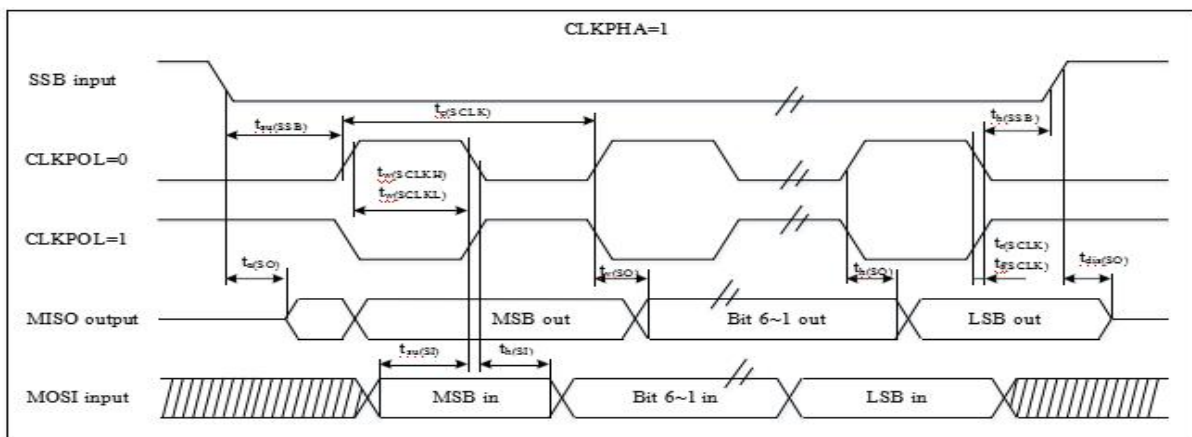 CLKPHA=1
SSB input
tsu(SSB)
tc(SCLK)
th(SSB)
CLKPOL=0
tw(SCLKH)
tw(SCLKL)
CLKPOL=1
ta(SO)
tv(SO)
th(SO)
tr(SCLK)
tf(SCLK)
tdis(SO)
MISO output
MSB out
Bit 6~1 out
LSB out
tsu(SI)
th(SI)
MOSI input
MSB in
Bit 6~1 in
LSB in